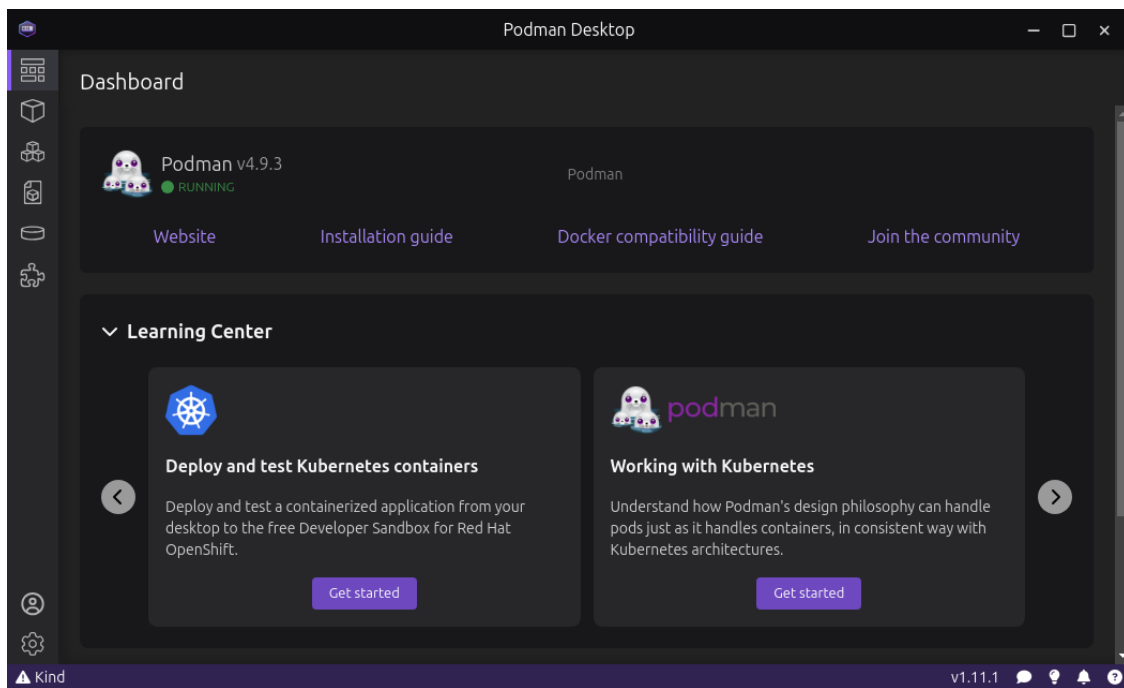 Podman Desktop
Dashboard
Podman v4.9.3
RUNNING
Podman
Website
Installation guide
Docker compatibility guide
Join the community
Learning Center
Deploy and test Kubernetes containers
Deploy and test a containerized application from your
desktop to the free Developer Sandbox for Red Hat
OpenShift.
Get started
podman
Working with Kubernetes
Understand how Podman's design philosophy can handle
pods just as it handles containers, in consistent way with
Kubernetes architectures.
Get started
Kind
v1.11.1